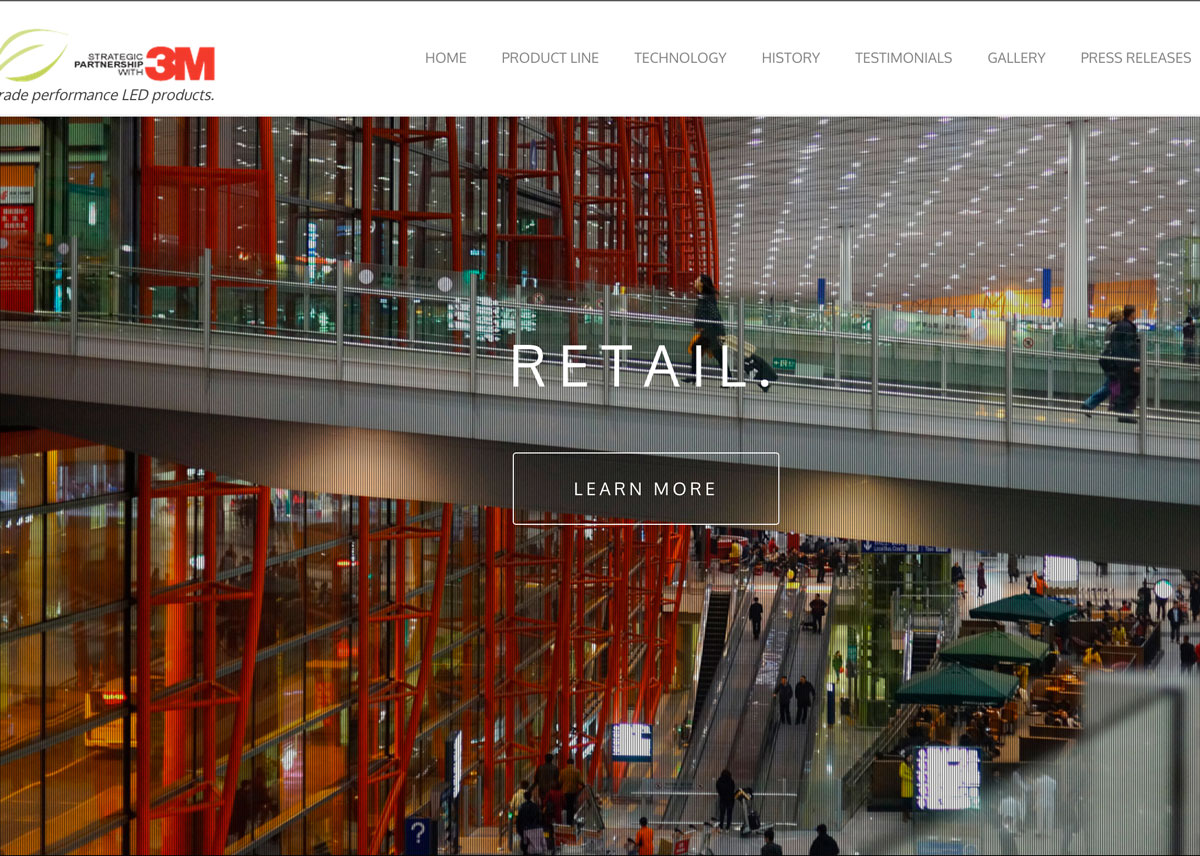 STRATEGIC
PARTNERSHIP
WITH 3M
HOME PRODUCT LINE TECHNOLOGY HISTORY TESTIMONIALS GALLERY PRESS RELEASES
rade performance LED products.
RETAIL.
LEARN MORE
?